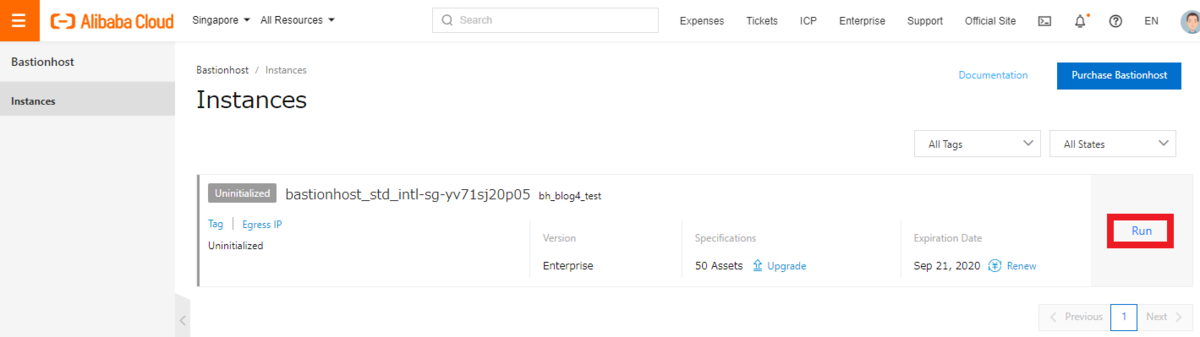 Alibaba Cloud Singapore All Resources Search Expenses Tickets ICP Enterprise Support Official Site EN
Bastionhost
Instances
Bastionhost / Instances
Documentation
Purchase Bastionhost
Instances
All Tags
All States
Uninitialized bastionhost_std_intl-sg-yv71sj20p05 bh_blog4_test
Tag Egress IP
Uninitialized
Version
Enterprise
Specifications
50 Assets Upgrade
Expiration Date
Sep 21, 2020 Renew
Run
Previous 1 Next